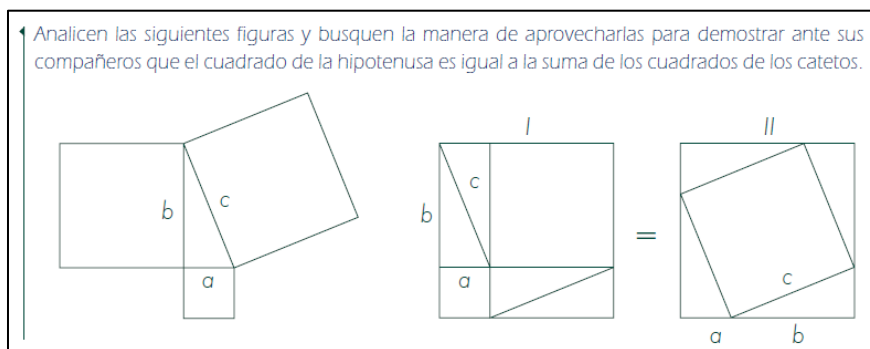 Analicen las siguientes figuras y busquen la manera de aprovecharlas para demostrar ante sus
compañeros que el cuadrado de la hipotenusa es igual a la suma de los cuadrados de los catetos.
I
II
b
c
a
b
c
a
=
c
a
b